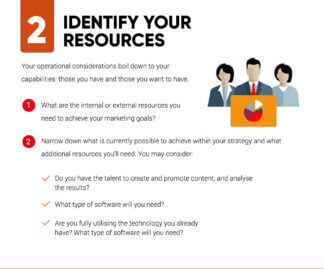 2 IDENTIFY YOUR
RESOURCES
Your operational considerations boil down to your
capabilities: those you have and those you want to have.
1 What are the internal or external resources you
need to achieve your marketing goals?
2 Narrow down what is currently possible to achieve within your strategy and what
additional resources you'll need. You may consider:
Do you have the talent to create and promote content, and analyse
the results?
What type of software will you need?
Are you fully utilising the technology you already
have? What type of software will you need?